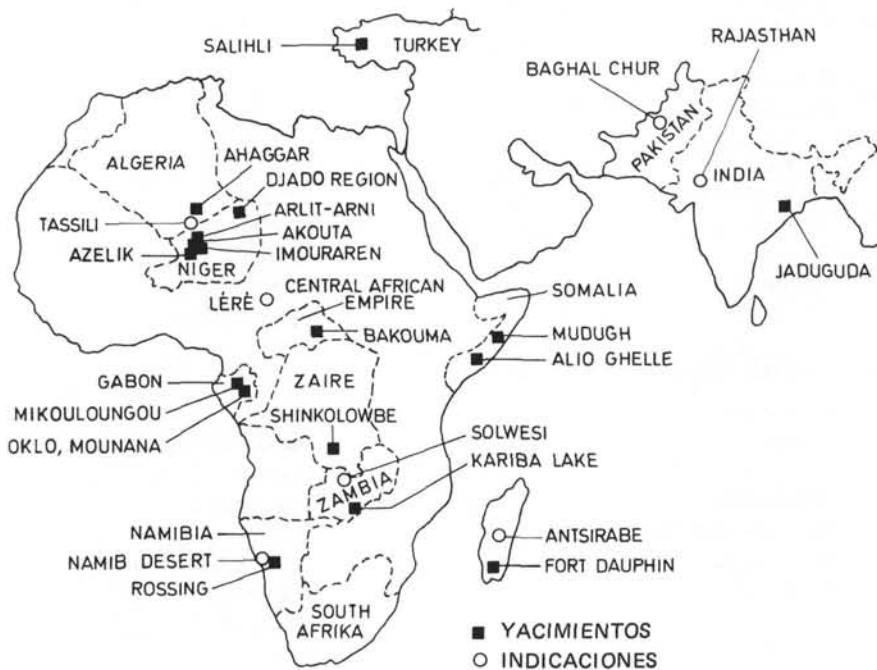 SALIHLI
TURKEY
RAJASTHAN
BAGHAL CHUR
PAKISTAN
INDIA
JADUGUDA
ALGERIA
AHAGGAR
DJADO REGION
TASSILI
ARLIT-ARNI
AKOUTA
AZELIK
IMOURAREN
NIGER
LÉRÉ
CENTRAL AFRICAN
EMPIRE
BAKOUMA
SOMALIA
MUDUGH
ALIO GHELLE
GABON
ZAIRE
MIKOULOUNGOU
OKLO, MOUNANA
SHINKOLOWBE
SOLWESI
KARIBA LAKE
ZAMBIA
NAMIBIA
NAMIB DESERT
ROSSING
ANTSIRABE
FORT DAUPHIN
SOUTH
AFRIKA
YACIMIENTOS
INDICACIONES